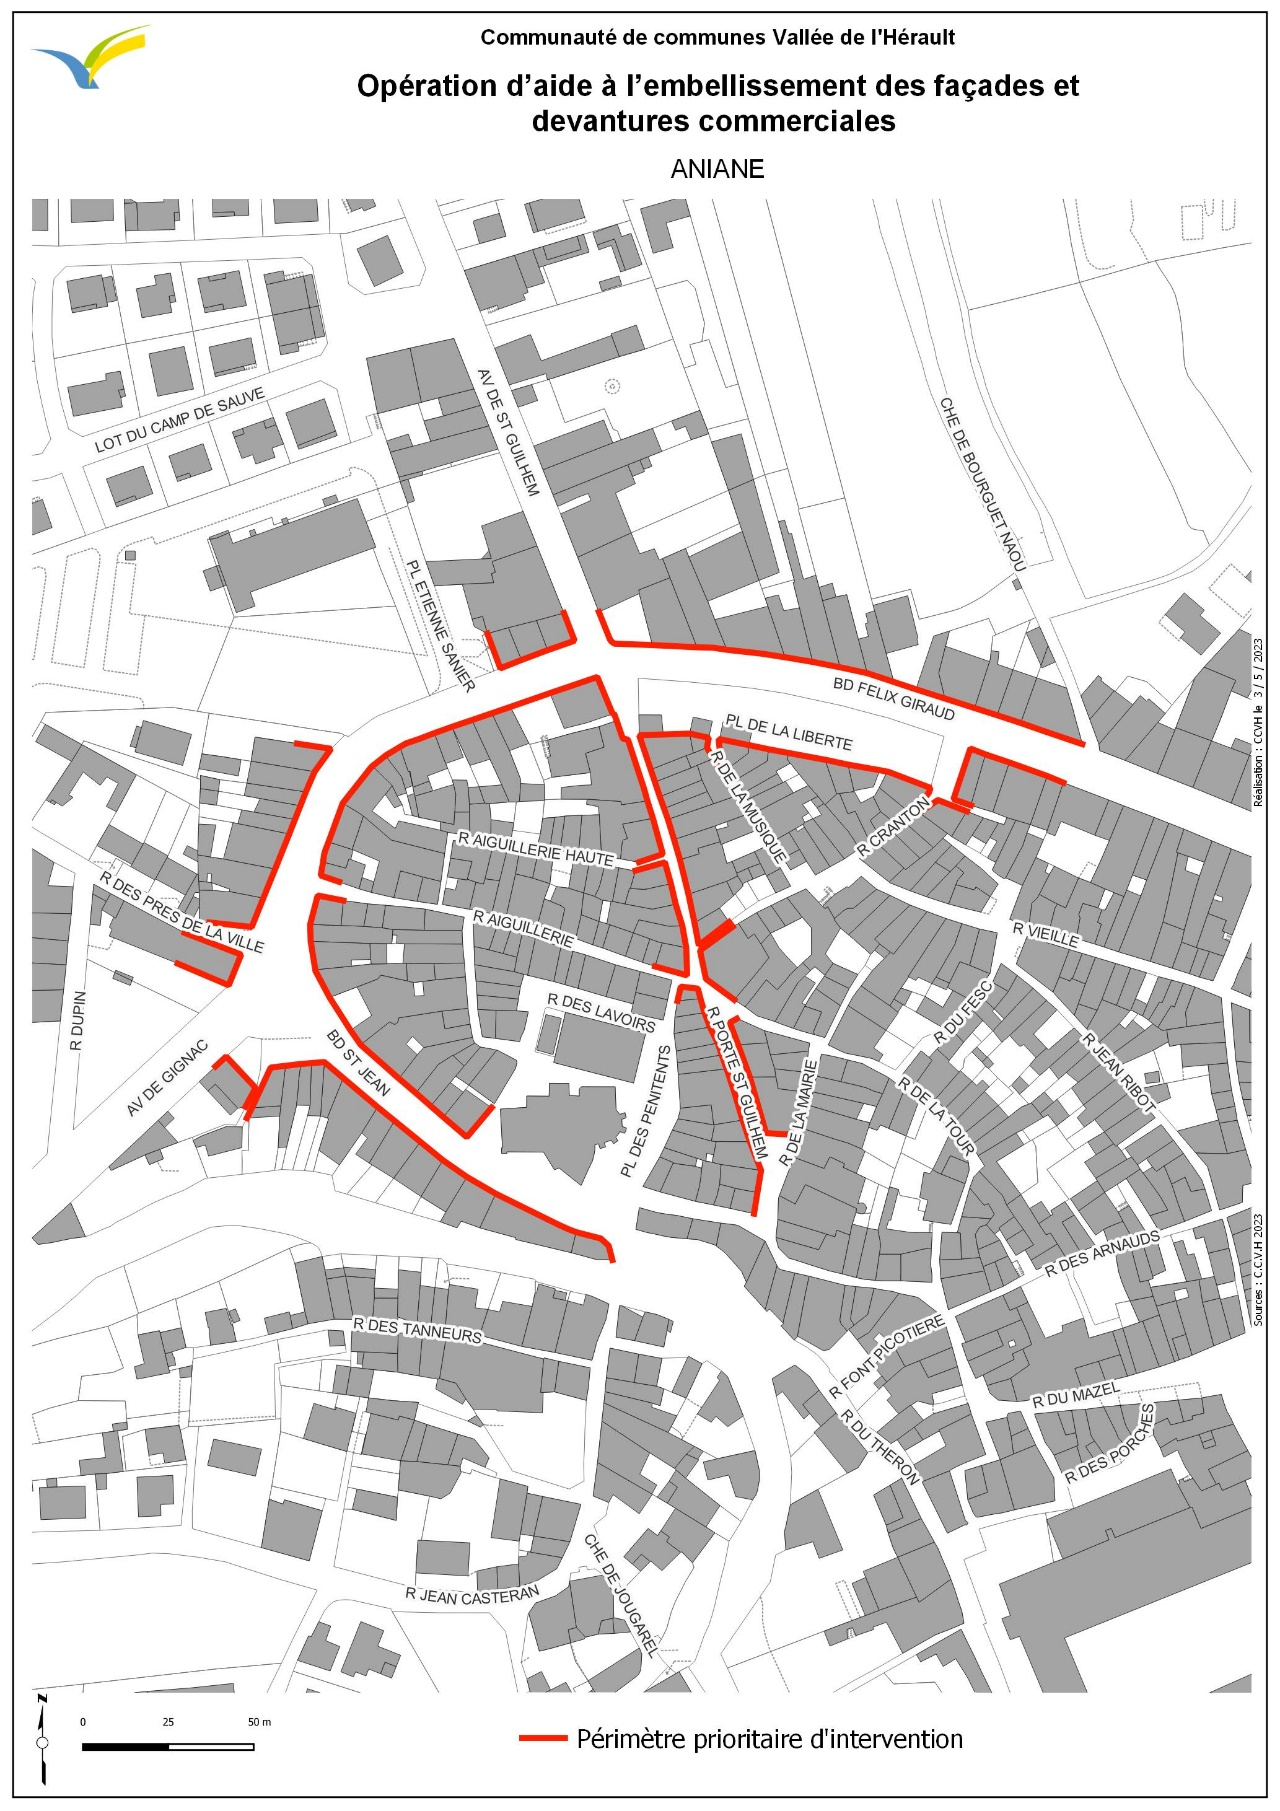 Communauté de communes Vallée de l'Hérault
Opération d’aide à l’embellissement des façades et
devantures commerciales
ANIANE
LOT DU CAMP DE SAUVE
AV DE ST GUILHEM
CHE DE BOURGUET NAOU
PL ETIENNE SANIER
BD FELIX GIRAUD
PL DE LA LIBERTE
R DE LA MUSIQUE
R CRANTON
R AIGUILLERIE HAUTE
R DES PRES DE LA VILLE
R AIGUILLERIE
R VIEILLE
R DUPIN
R DES LAVOIRS
R DU FESC
AV DE GIGNAC
BD ST JEAN
PL DES PENITENTS
R PORTE ST GUILHEM
R DE LA MAIRIE
R DE LA TOUR
R JEAN RIBOT
R DES ARNAUDS
R DES TANNEURS
R FONT PICOTIERE
R DU MAZEL
R DU THERON
R DES PORCHES
CHE DE JOUGAREL
R JEAN CASTERAN
Réalisation : CCVH le 3 / 5 / 2023
Sources : C.C.V.H 2023
N
0 25 50 m
Périmètre prioritaire d'intervention